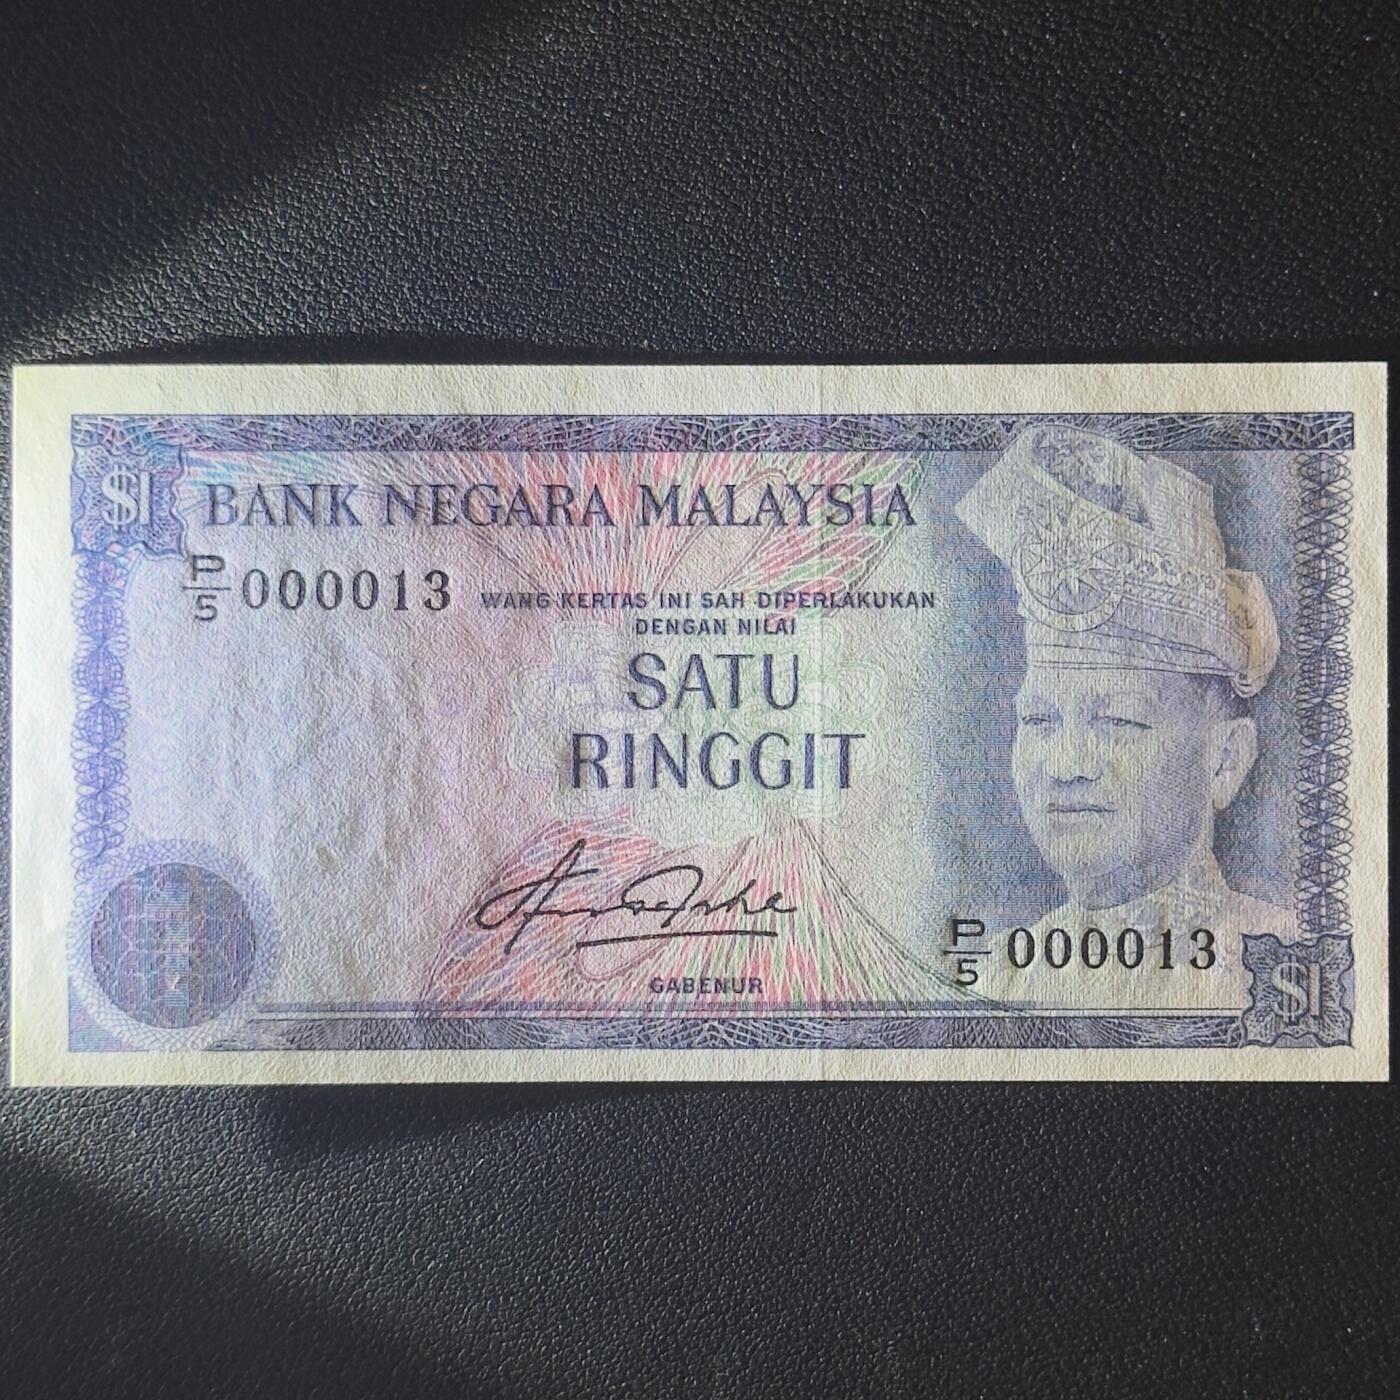 $1
BANK NEGARA MALAYSIA
P/5 000013
WANG KERTAS INI SAH DIPERLAKUKAN
DENGAN NILAI
SATU
RINGGIT
GABENUR
P/5 000013
$1